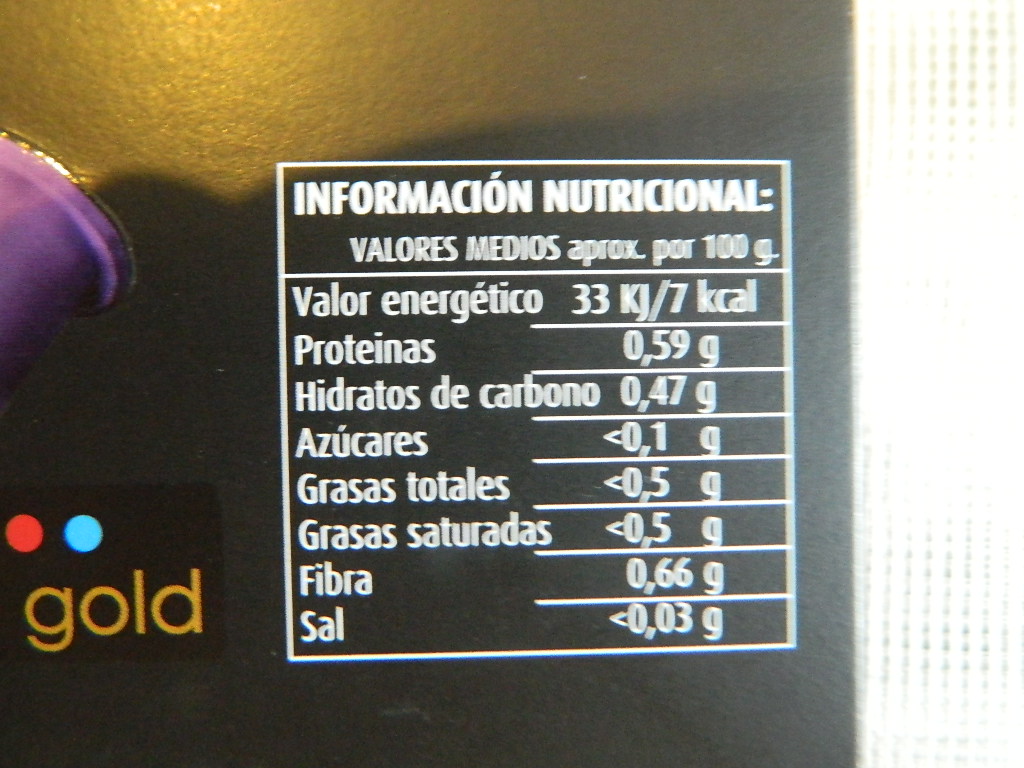 INFORMACIÓN NUTRICIONAL:
VALORES MEDIOS aprox. por 100 g.
Valor energético 33 KJ/7 kcal
Proteinas 0,59 g
Hidratos de carbono 0,47 g
Azúcares <0,1 g
Grasas totales <0,5 g
Grasas saturadas <0,5 g
Fibra 0,66 g
Sal <0,03 g
gold